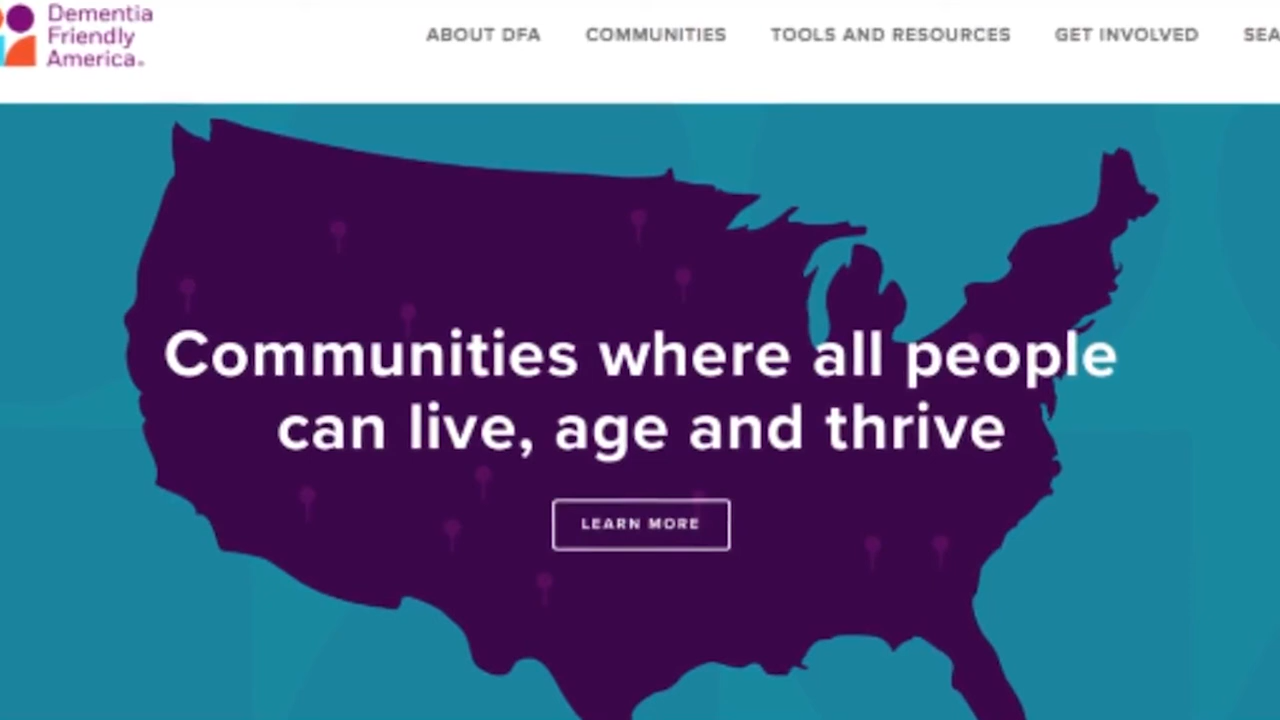 Dementia
Friendly
America
ABOUT DFA
COMMUNITIES
TOOLS AND RESOURCES
GET INVOLVED
SEA
Communities where all people
can live, age and thrive
LEARN MORE